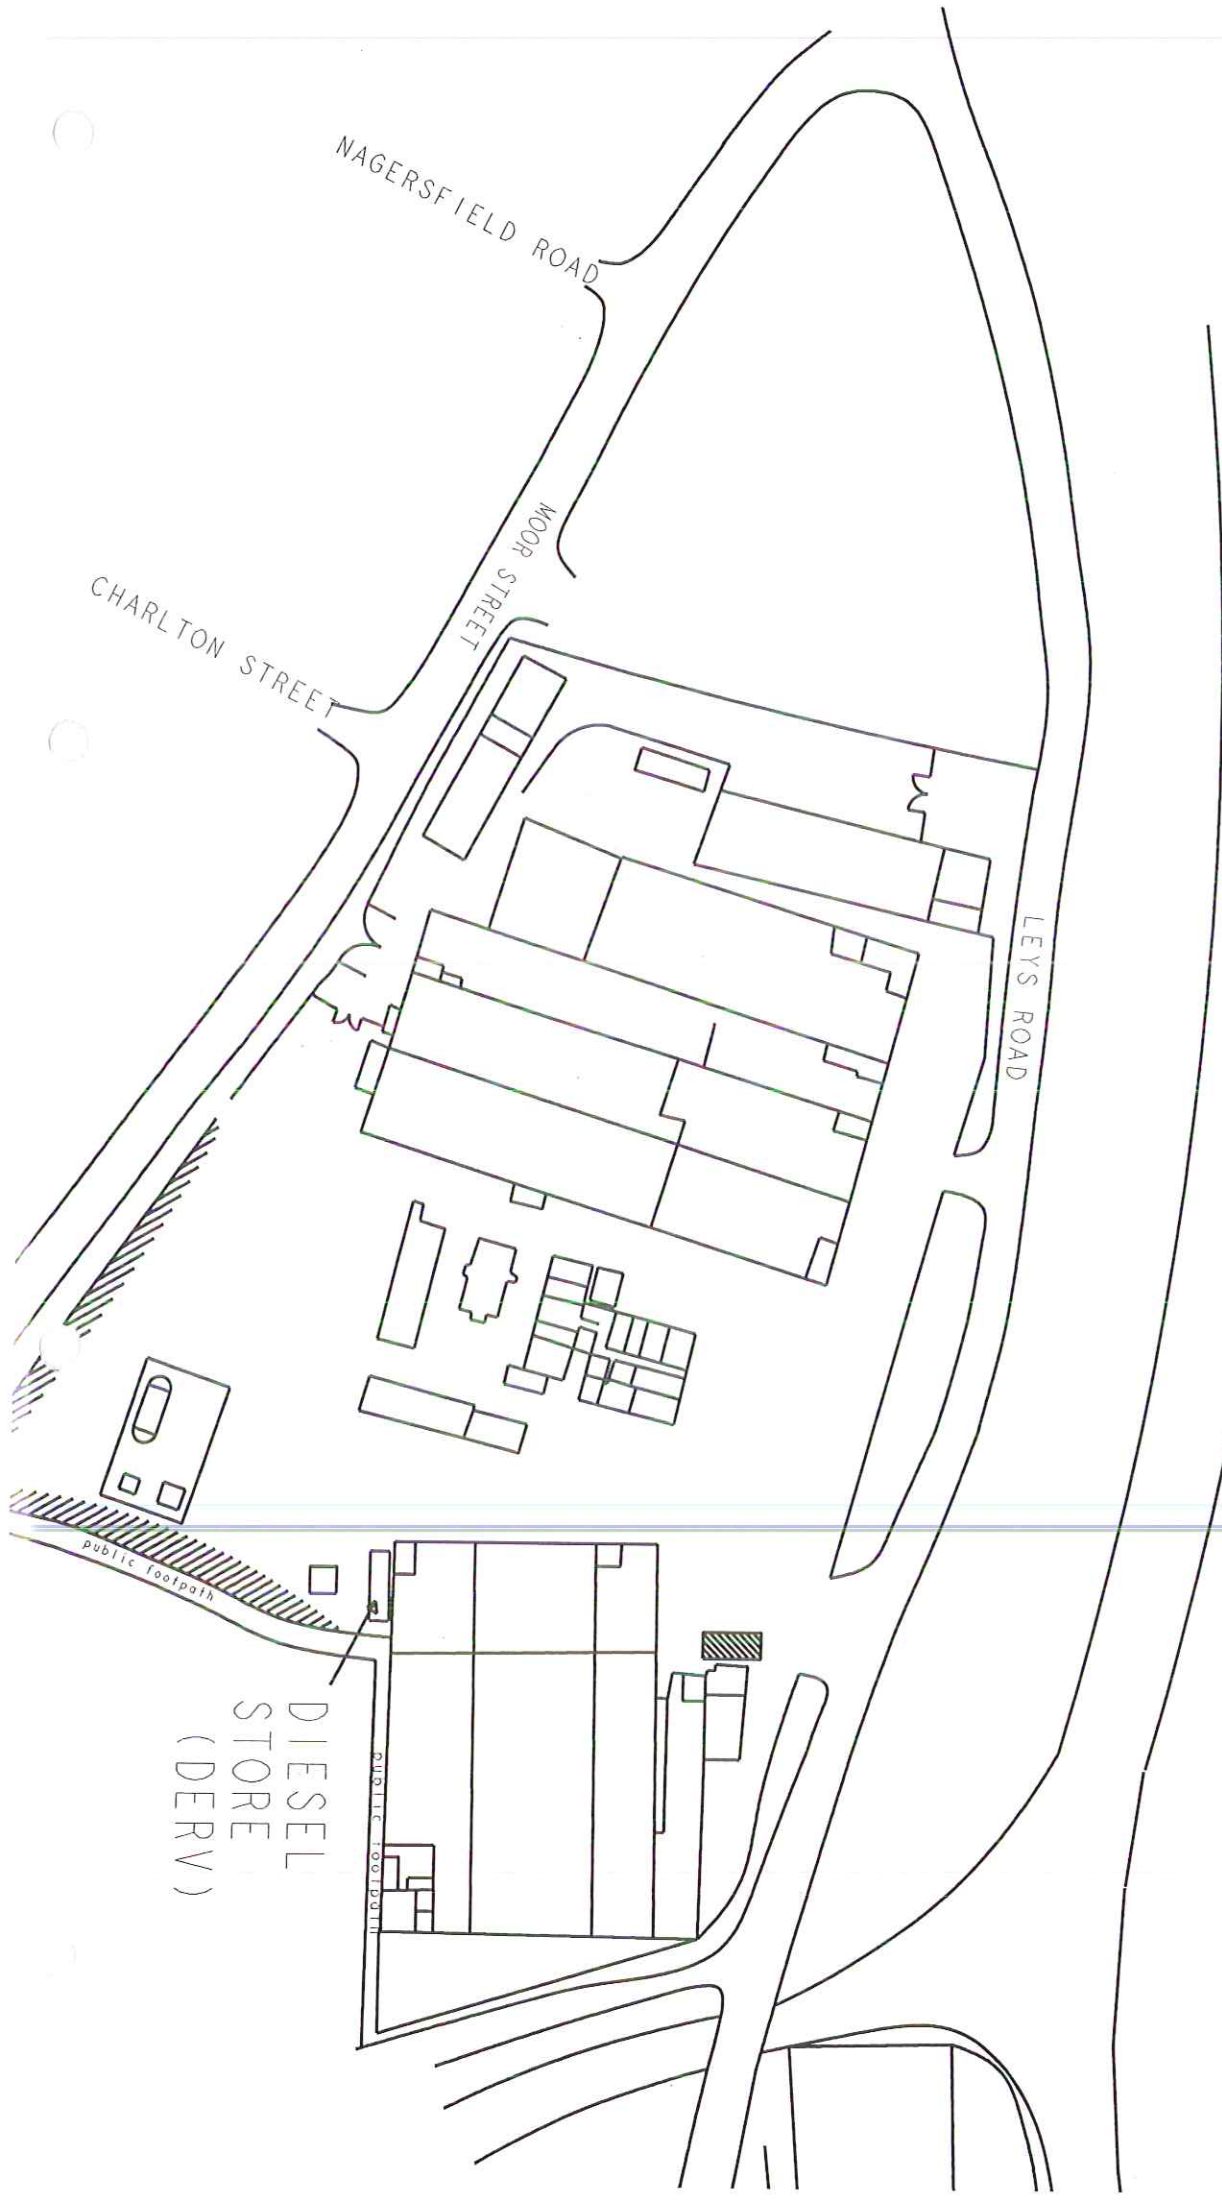 NAGERSFIELD ROAD
MOOR STREET
CHARLTON STREET
LEYS ROAD
public footpath
DIESEL
STORE
(DERV)
public footpath